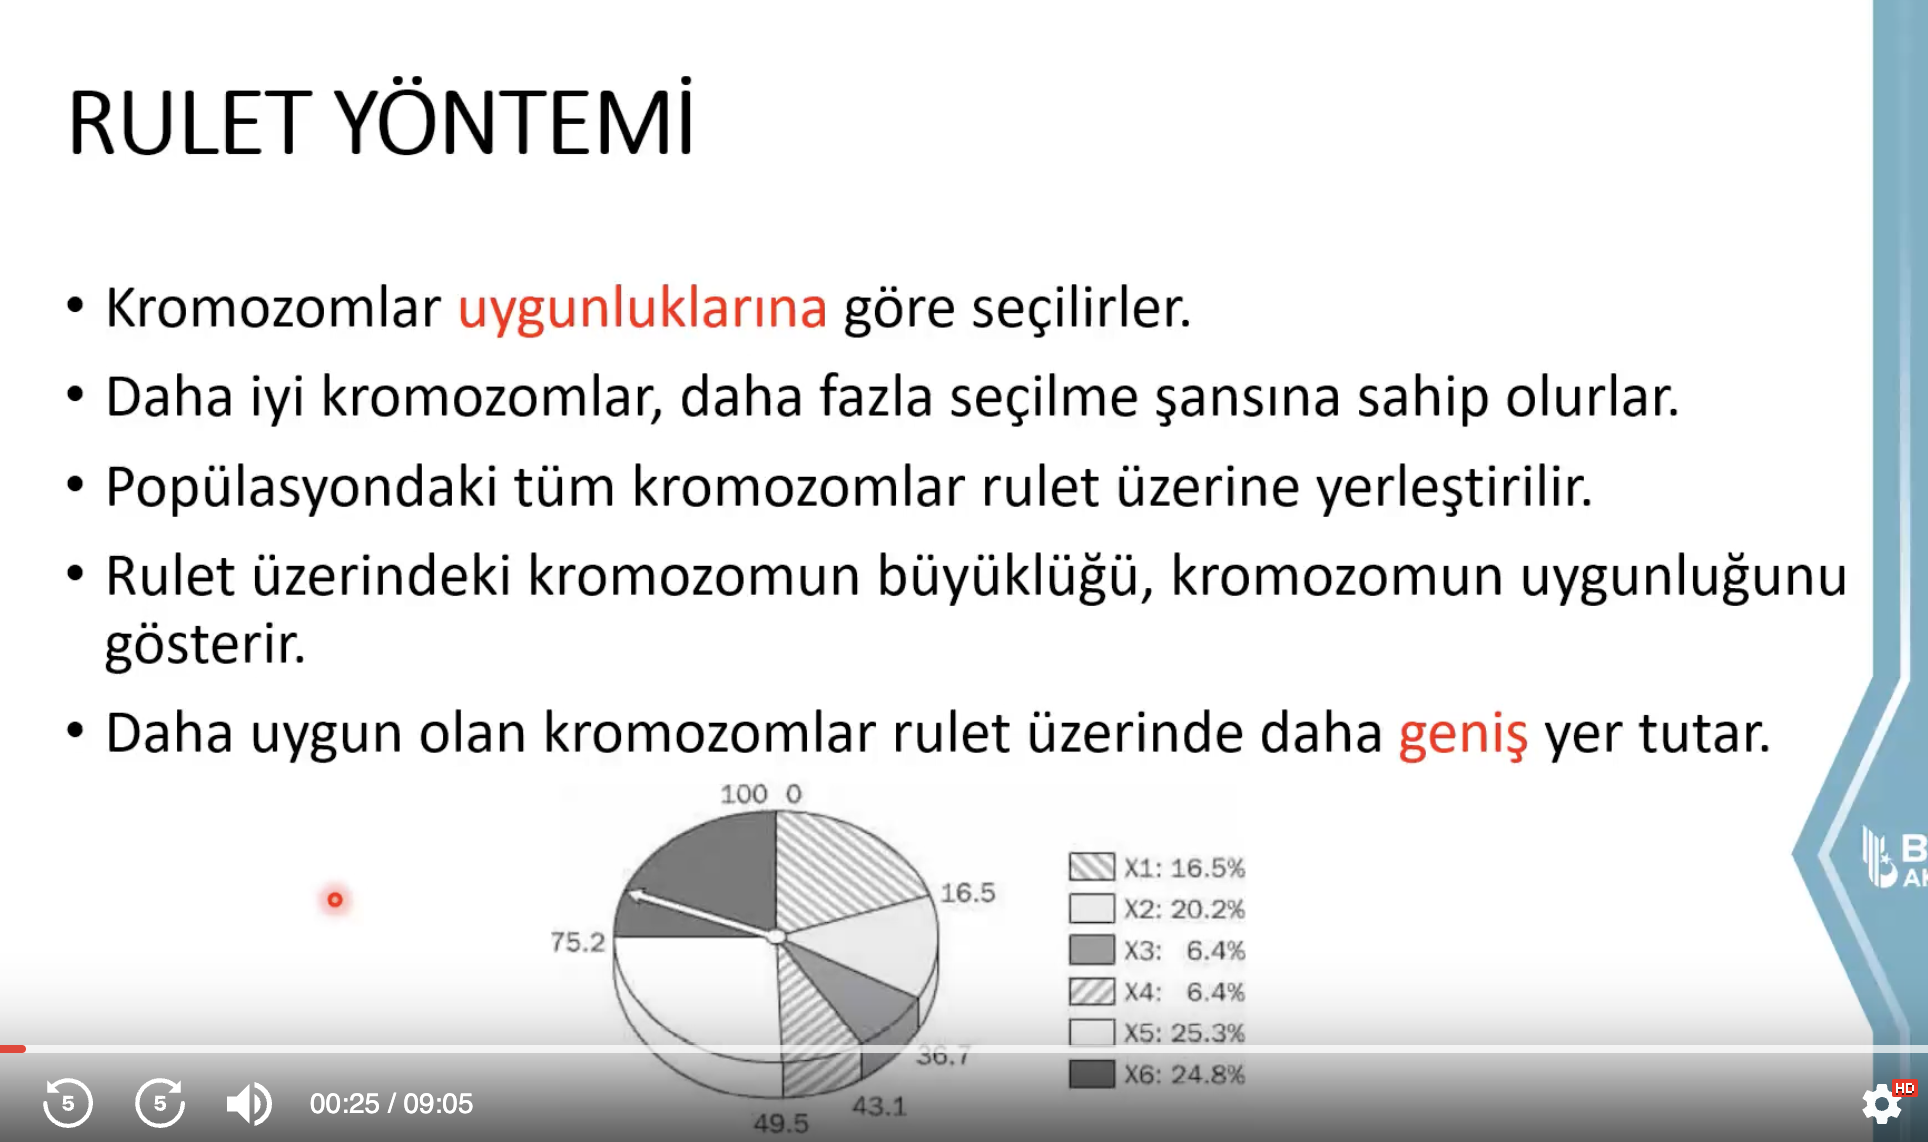 RULET YÖNTEMİ
• Kromozomlar uygunluklarına göre seçilirler.
• Daha iyi kromozomlar, daha fazla seçilme şansına sahip olurlar.
• Popülasyondaki tüm kromozomlar rulet üzerine yerleştirilir.
• Rulet üzerindeki kromozomun büyüklüğü, kromozomun uygunluğunu
gösterir.
• Daha uygun olan kromozomlar rulet üzerinde daha geniş yer tutar.
100 0
16.5
75.2
36.7
43.1
49.5
X1: 16.5%
X2: 20.2%
X3: 6.4%
X4: 6.4%
X5: 25.3%
X6: 24.8%
5
5
00:25 / 09:05
HD